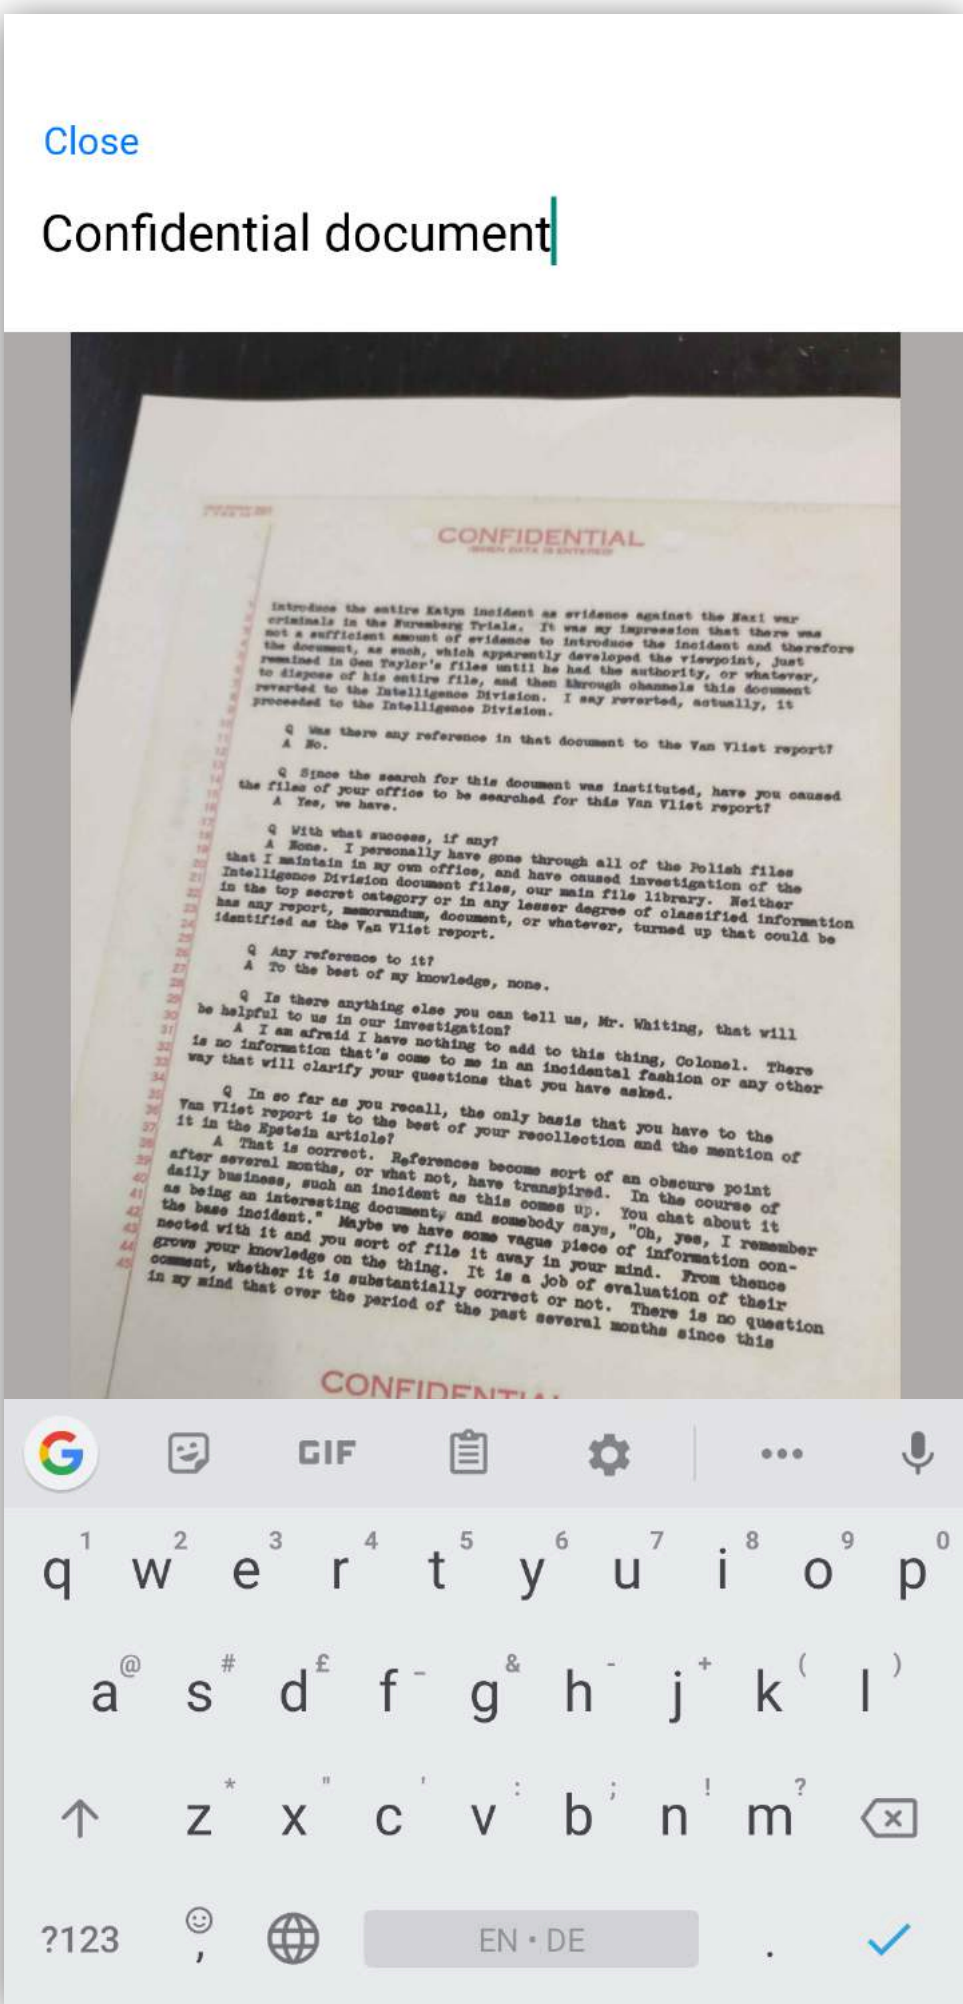 Close
Confidential document
CONFIDENTIAL
(WHEN DATA IS ENTERED)
introduce the entire Katyn incident as evidence against the Nazi war
criminals in the Nuremberg Trials. It was my impression that there was
not a sufficient amount of evidence to introduce the incident and therefore
the document, as such, which apparently developed the viewpoint, just
remained in Gen Taylor's files until he had the authority, or whatever,
to dispose of his entire file, and then through channels this document
reverted to the Intelligence Division. I say reverted, actually, it
proceeded to the Intelligence Division.
Q Was there any reference in that document to the Van Vliet report?
A No.
Q Since the search for this document was instituted, have you caused
the files of your office to be searched for this Van Vliet report?
A Yes, we have.
Q With what success, if any?
A None. I personally have gone through all of the Polish files
that I maintain in my own office, and have caused investigation of the
Intelligence Division document files, our main file library. Neither
in the top secret category or in any lesser degree of classified information
has any report, memorandum, document, or whatever, turned up that could be
identified as the Van Vliet report.
Q Any reference to it?
A To the best of my knowledge, none.
Q Is there anything else you can tell us, Mr. Whiting, that will
be helpful to us in our investigation?
A I am afraid I have nothing to add to this thing, Colonel. There
is no information that's come to me in an incidental fashion or any other
way that will clarify your questions that you have asked.
Q In so far as you recall, the only basis that you have to the
Van Vliet report is to the best of your recollection and the mention of
it in the Epstein article?
A That is correct. References become sort of an obscure point
after several months, or what not, have transpired. In the course of
daily business, such an incident as this comes up. You chat about it
as being an interesting document, and somebody says, "Oh, yes, I remember
the base incident." Maybe we have some vague piece of information con-
nected with it and you sort of file it away in your mind. From thence
grows your knowledge on the thing. It is a job of evaluation of their
comment, whether it is substantially correct or not. There is no question
in my mind that over the period of the past several months since this
CONFIDENTIAL
GIF
1 2 3 4 5 6 7 8 9 0
q w e r t y u i o p
@ # £ _ & - + ( )
a s d f g h j k l
* " ' : ; ! ?
z x c v b n m
?123 , EN • DE .